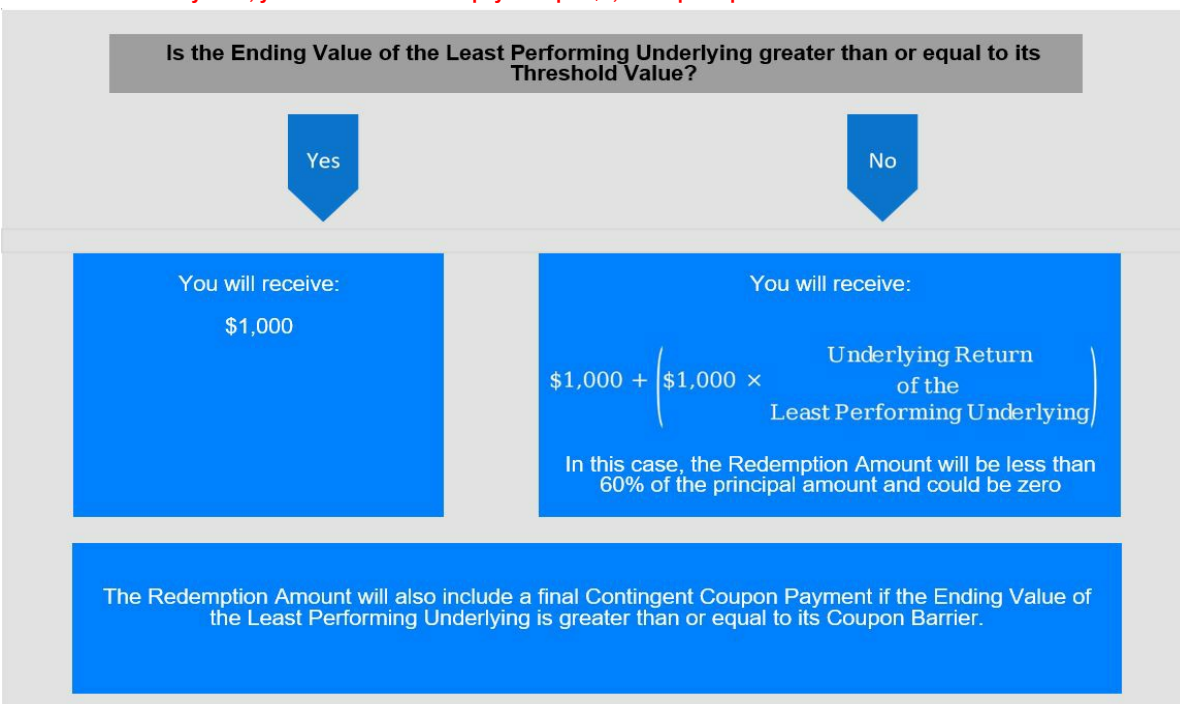 Is the Ending Value of the Least Performing Underlying greater than or equal to its
Threshold Value?
Yes
No
You will receive:
$1,000
You will receive:
$1,000 + ($1,000 × Underlying Return
of the
Least Performing Underlying)
In this case, the Redemption Amount will be less than
60% of the principal amount and could be zero
The Redemption Amount will also include a final Contingent Coupon Payment if the Ending Value of
the Least Performing Underlying is greater than or equal to its Coupon Barrier.